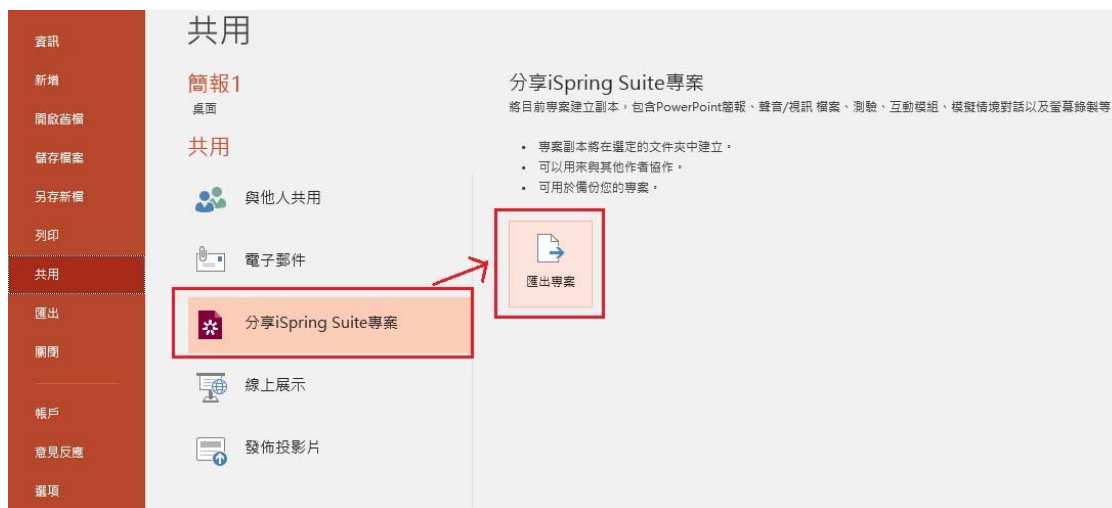 資訊
新增
開啟舊檔
儲存檔案
另存新檔
列印
共用
匯出
關閉
帳戶
意見反應
選項
共用
簡報1
桌面
共用
與他人共用
電子郵件
分享iSpring Suite專案
線上展示
發佈投影片
分享iSpring Suite專案
將目前專案建立副本，包含PowerPoint簡報、聲音/視訊 檔案、測驗、互動模組、模擬情境對話以及螢幕錄製等
• 專案副本將在選定的文件夾中建立。
• 可以用來與其他作者協作。
• 可用於備份您的專案。
匯出專案